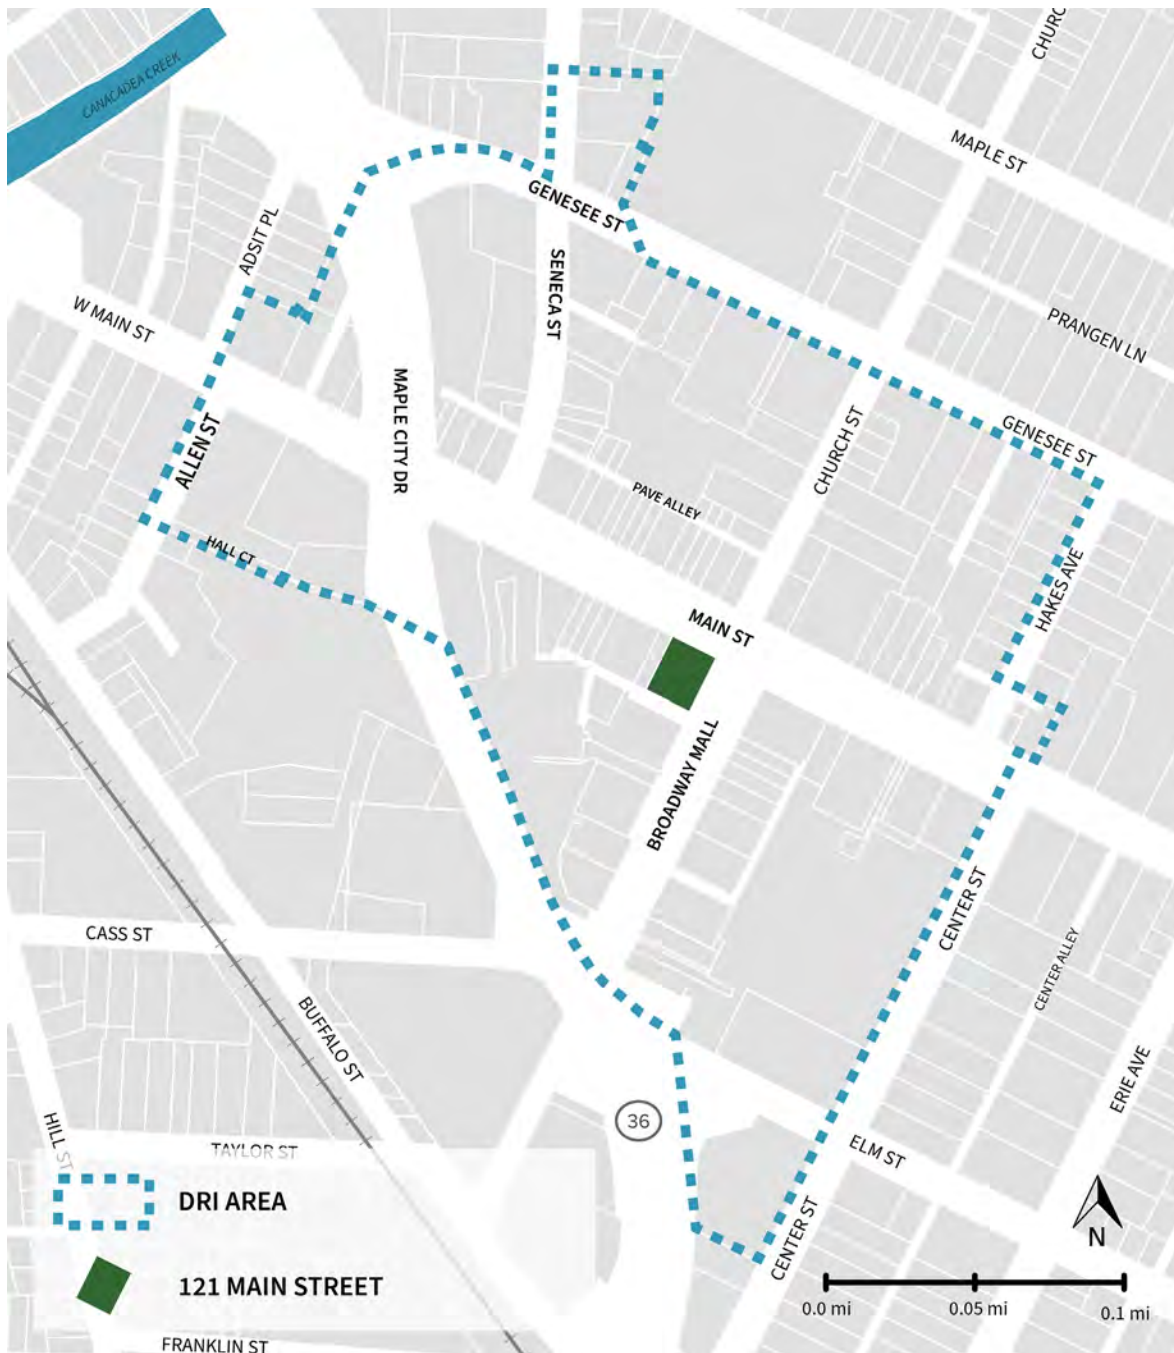 CANACADEA CREEK
CHURC
MAPLE ST
GENESEE ST
ADSIT PL
SENECA ST
W MAIN ST
PRANGEN LN
MAPLE CITY DR
ALLEN ST
CHURCH ST
GENESEE ST
PAVE ALLEY
HALL CT
HAKES AVE
MAIN ST
BROADWAY MALL
CENTER ST
CASS ST
CENTER ALLEY
BUFFALO ST
ERIE AVE
36
HILL ST
TAYLOR ST
ELM ST
DRI AREA
CENTER ST
N
121 MAIN STREET
0.0 mi
0.05 mi
0.1 mi
FRANKLIN ST